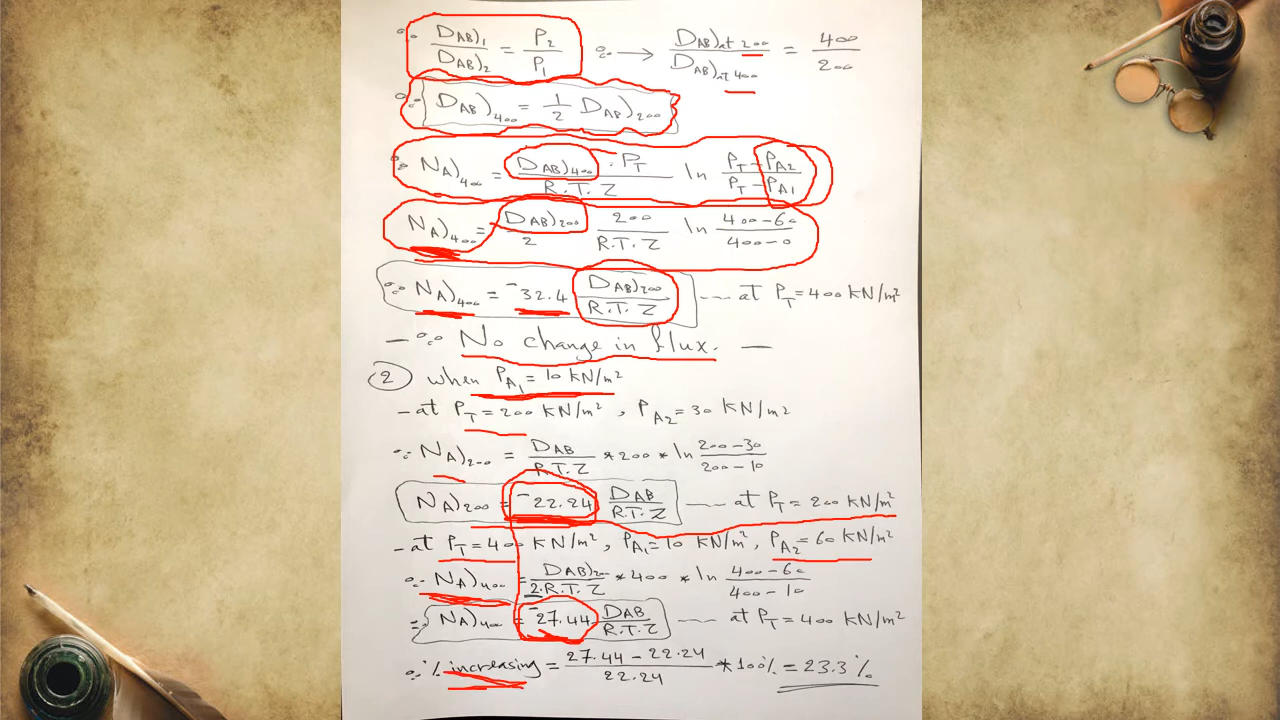 ∴ D_AB)₁ / D_AB)₂ = P₂ / P₁ ∴ → D_AB)at 200 / D_AB)at 400 = 400 / 200
∴ D_AB)₄₀₀ = 1/2 D_AB)₂₀₀
∴ N_A)₄₀₀ = D_AB)₄₀₀ · P_T / R.T.Z ln P_T - P_A2 / P_T - P_A1
N_A)₄₀₀ = D_AB)₂₀₀ / 2 200 / R.T.Z ln 400-60 / 400-0
∴ N_A)₄₀₀ = -32.4 D_AB)₂₀₀ / R.T.Z ---- at P_T = 400 KN/m²
- ∴ No change in flux. -
② when P_A1 = 10 KN/m²
- at P_T = 200 KN/m², P_A2 = 30 KN/m²
∴ N_A)₂₀₀ = D_AB / R.T.Z * 200 * ln 200-30 / 200-10
N_A)₂₀₀ = -22.24 D_AB / R.T.Z ---- at P_T = 200 KN/m²
- at P_T = 400 KN/m², P_A1 = 10 KN/m², P_A2 = 60 KN/m²
∴ N_A)₄₀₀ = D_AB)₂₀₀ / 2.R.T.Z * 400 * ln 400-60 / 400-10
∴ N_A)₄₀₀ = -27.44 D_AB / R.T.Z ---- at P_T = 400 KN/m²
∴ % increasing = 27.44 - 22.24 / 22.24 * 100% = 23.3 %